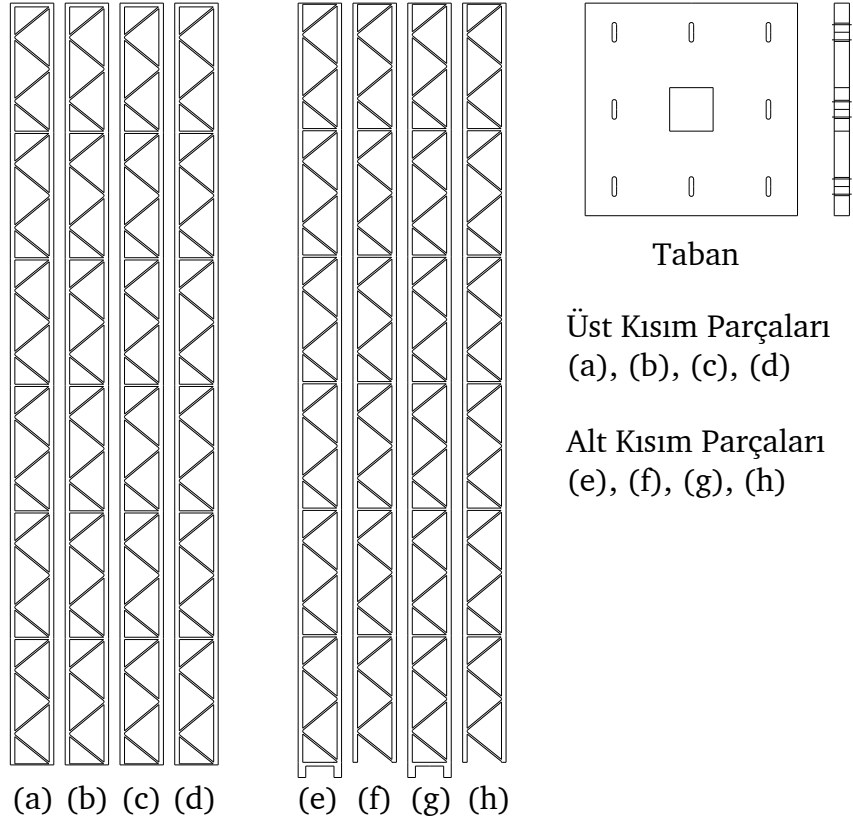 Taban
Üst Kısım Parçaları
(a), (b), (c), (d)
Alt Kısım Parçaları
(e), (f), (g), (h)
(a) (b) (c) (d) (e) (f) (g) (h)